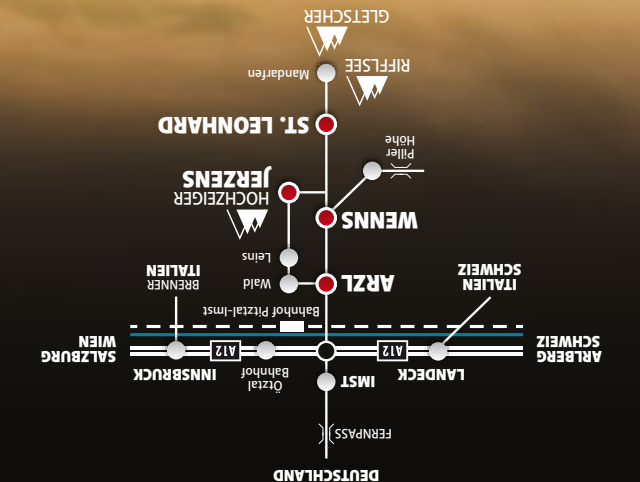 DEUTSCHLAND
FERNPASS
IMST
ARLBERG
SCHWEIZ
LANDECK
A12
Ötztal
Bahnhof
A12
INNSBRUCK
SALZBURG
WIEN
Bahnhof Pitztal-Imst
ITALIEN
SCHWEIZ
BRENNER
ITALIEN
ARZL
Wald
Leins
WENNS
HOCHZEIGER
JERZENS
Piller
Höhe
ST. LEONHARD
Mandarfen
RIFFLSEE
GLETSCHER